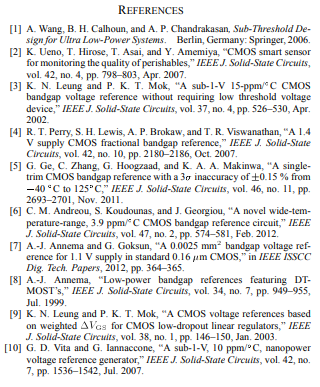 REFERENCES
[1] A. Wang, B. H. Calhoun, and A. P. Chandrakasan, Sub-Threshold De-
sign for Ultra Low-Power Systems. Berlin, Germany: Springer, 2006.
[2] K. Ueno, T. Hirose, T. Asai, and Y. Amemiya, “CMOS smart sensor
for monitoring the quality of perishables,” IEEE J. Solid-State Circuits,
vol. 42, no. 4, pp. 798–803, Apr. 2007.
[3] K. N. Leung and P. K. T. Mok, “A sub-1-V 15-ppm/°C CMOS
bandgap voltage reference without requiring low threshold voltage
device,” IEEE J. Solid-State Circuits, vol. 37, no. 4, pp. 526–530, Apr.
2002.
[4] R. T. Perry, S. H. Lewis, A. P. Brokaw, and T. R. Viswanathan, “A 1.4
V supply CMOS fractional bandgap reference,” IEEE J. Solid-State
Circuits, vol. 42, no. 10, pp. 2180–2186, Oct. 2007.
[5] G. Ge, C. Zhang, G. Hoogzaad, and K. A. A. Makinwa, “A single-
trim CMOS bandgap reference with a 3σ inaccuracy of ±0.15 % from
−40 °C to 125°C,” IEEE J. Solid-State Circuits, vol. 46, no. 11, pp.
2693–2701, Nov. 2011.
[6] C. M. Andreou, S. Koudounas, and J. Georgiou, “A novel wide-tem-
perature-range, 3.9 ppm/°C CMOS bandgap reference circuit,” IEEE
J. Solid-State Circuits, vol. 47, no. 2, pp. 574–581, Feb. 2012.
[7] A.-J. Annema and G. Goksun, “A 0.0025 mm² bandgap voltage ref-
erence for 1.1 V supply in standard 0.16 μm CMOS,” in IEEE ISSCC
Dig. Tech. Papers, 2012, pp. 364–365.
[8] A.-J. Annema, “Low-power bandgap references featuring DT-
MOST’s,” IEEE J. Solid-State Circuits, vol. 34, no. 7, pp. 949–955,
Jul. 1999.
[9] K. N. Leung and P. K. T. Mok, “A CMOS voltage references based
on weighted ΔV_GS for CMOS low-dropout linear regulators,” IEEE
J. Solid-State Circuits, vol. 38, no. 1, pp. 146–150, Jan. 2003.
[10] G. D. Vita and G. Iannaccone, “A sub-1-V, 10 ppm/°C, nanopower
voltage reference generator,” IEEE J. Solid-State Circuits, vol. 42, no.
7, pp. 1536–1542, Jul. 2007.